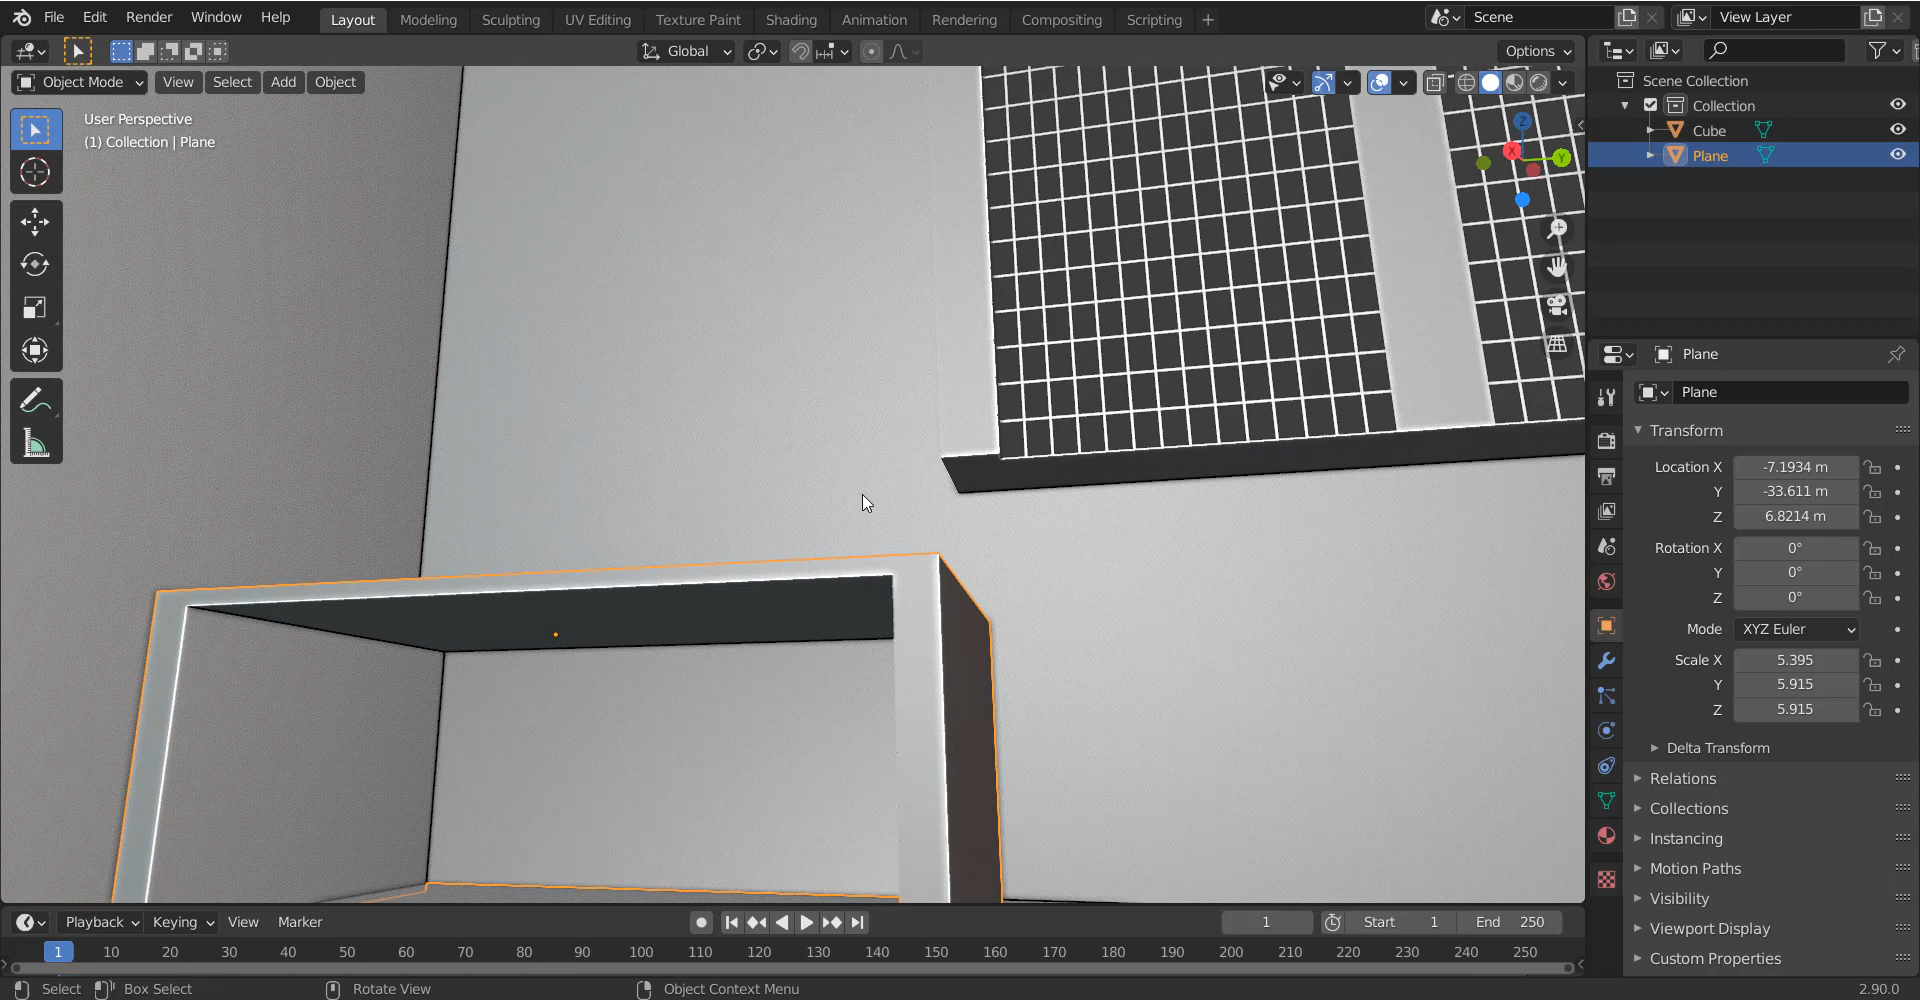 File Edit Render Window Help Layout Modeling Sculpting UV Editing Texture Paint Shading Animation Rendering Compositing Scripting + Scene View Layer
Global Options
Object Mode View Select Add Object
User Perspective
(1) Collection | Plane
Z
X
Y
Scene Collection
Collection
Cube
Plane
Plane
Plane
Transform
Location X -7.1934 m
Y -33.611 m
Z 6.8214 m
Rotation X 0°
Y 0°
Z 0°
Mode XYZ Euler
Scale X 5.395
Y 5.915
Z 5.915
Delta Transform
Relations
Collections
Instancing
Motion Paths
Visibility
Viewport Display
Custom Properties
Playback Keying View Marker 1 Start 1 End 250
1 10 20 30 40 50 60 70 80 90 100 110 120 130 140 150 160 170 180 190 200 210 220 230 240 250
Select Box Select Rotate View Object Context Menu 2.90.0